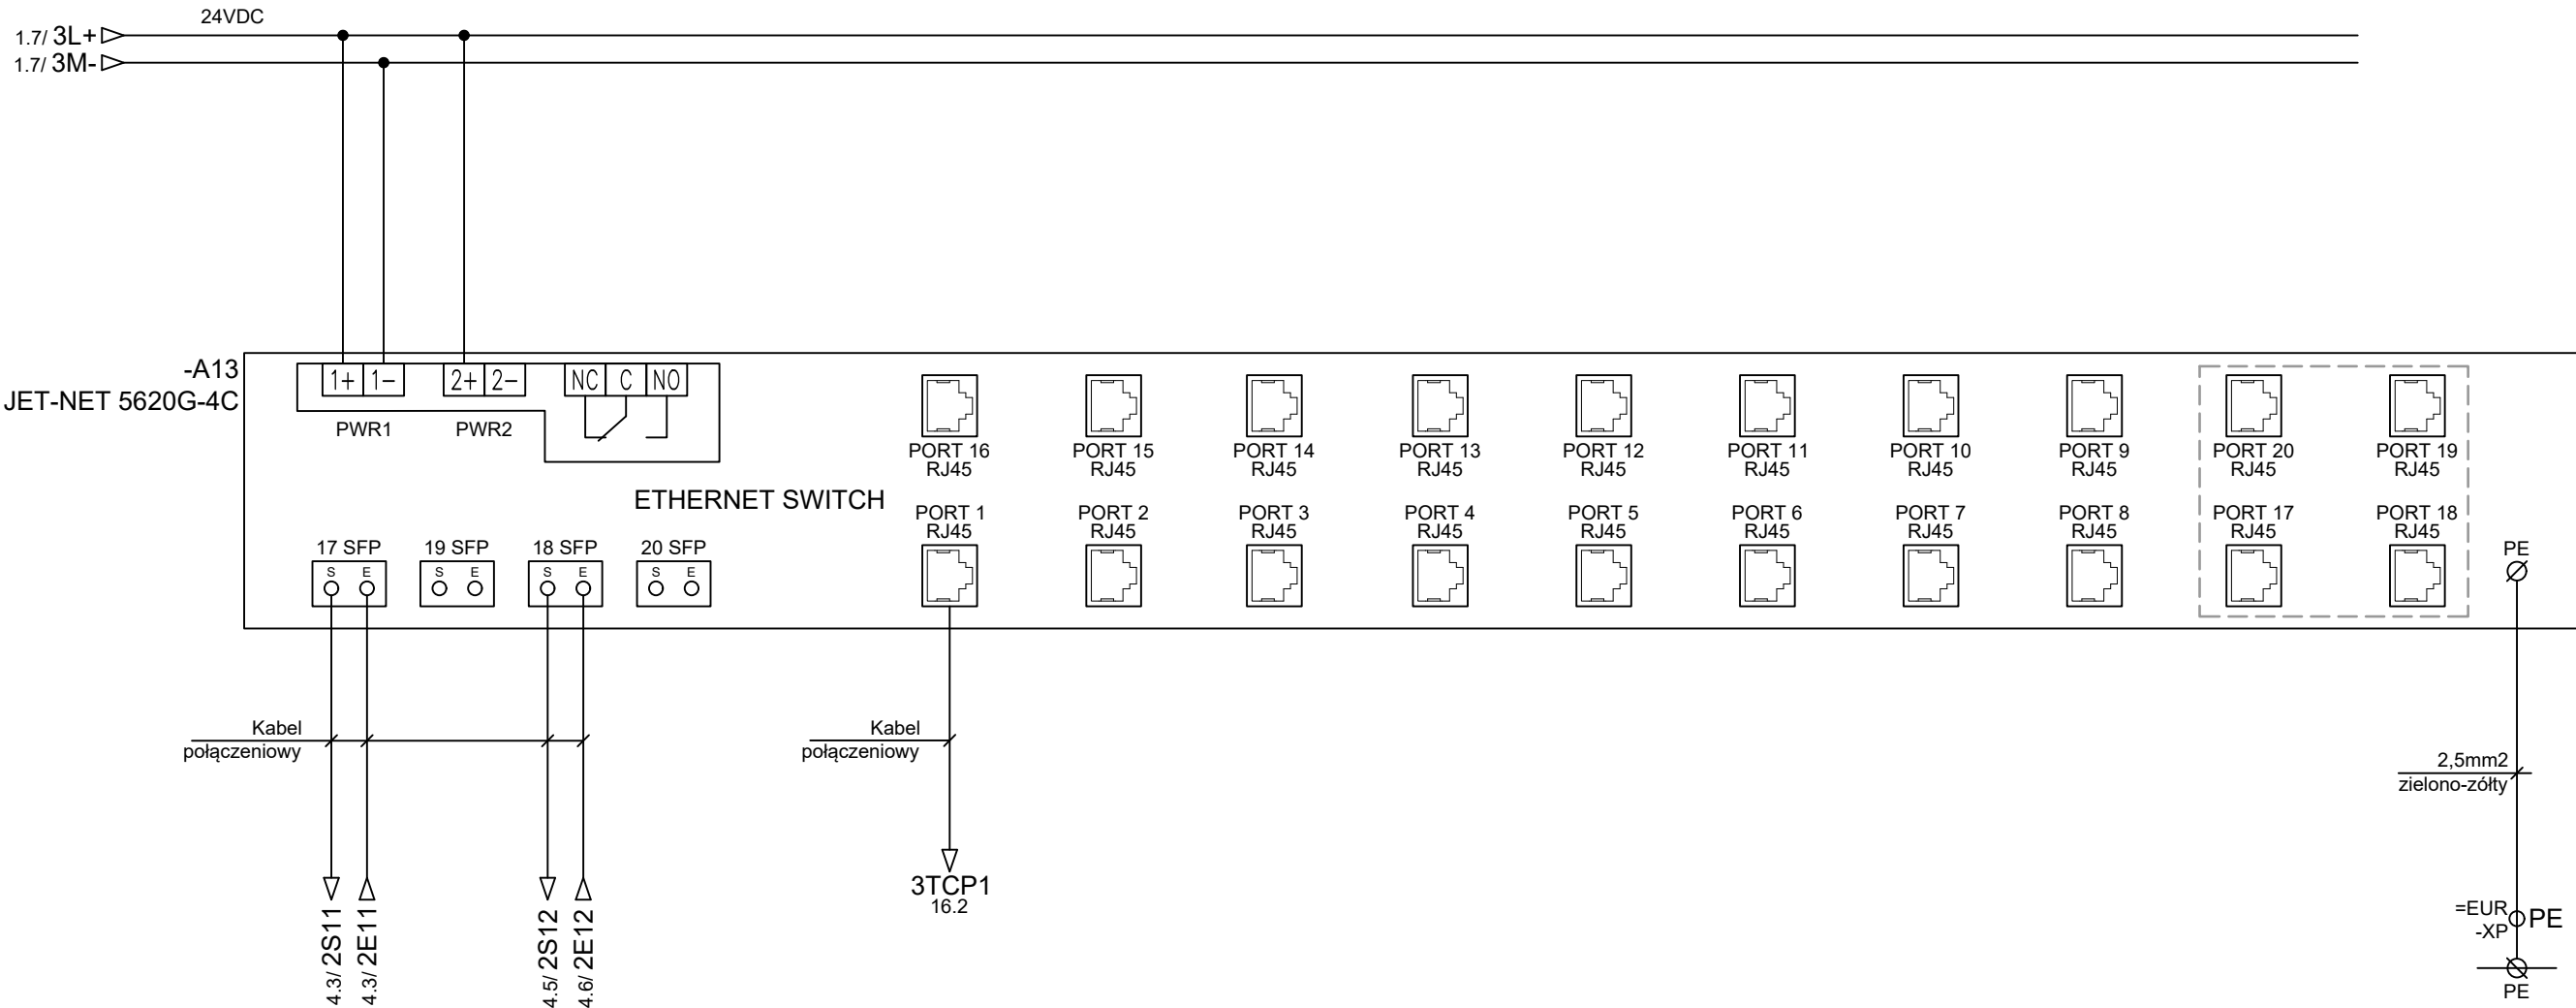 24VDC
1.7/ 3L+
1.7/ 3M-
-A13
JET-NET 5620G-4C
1+ 1- 2+ 2- NC C NO
PWR1 PWR2
PORT 16 PORT 15 PORT 14 PORT 13 PORT 12 PORT 11 PORT 10 PORT 9 PORT 20 PORT 19
RJ45 RJ45 RJ45 RJ45 RJ45 RJ45 RJ45 RJ45 RJ45 RJ45
ETHERNET SWITCH
PORT 1 PORT 2 PORT 3 PORT 4 PORT 5 PORT 6 PORT 7 PORT 8 PORT 17 PORT 18
RJ45 RJ45 RJ45 RJ45 RJ45 RJ45 RJ45 RJ45 RJ45 RJ45
17 SFP 19 SFP 18 SFP 20 SFP
S E S E S E S E
PE
Kabel
połączeniowy
Kabel
połączeniowy
2,5mm2
zielono-zółty
3TCP1
16.2
4.3/ 2S11
4.3/ 2E11
4.5/ 2S12
4.6/ 2E12
=EUR
-XP
PE
PE